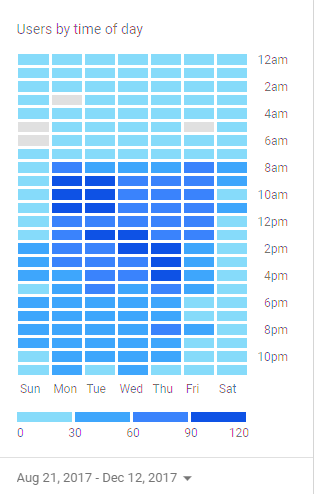 Users by time of day
12am
2am
4am
6am
8am
10am
12pm
2pm
4pm
6pm
8pm
10pm
Sun Mon Tue Wed Thu Fri Sat
0 30 60 90 120
Aug 21, 2017 - Dec 12, 2017